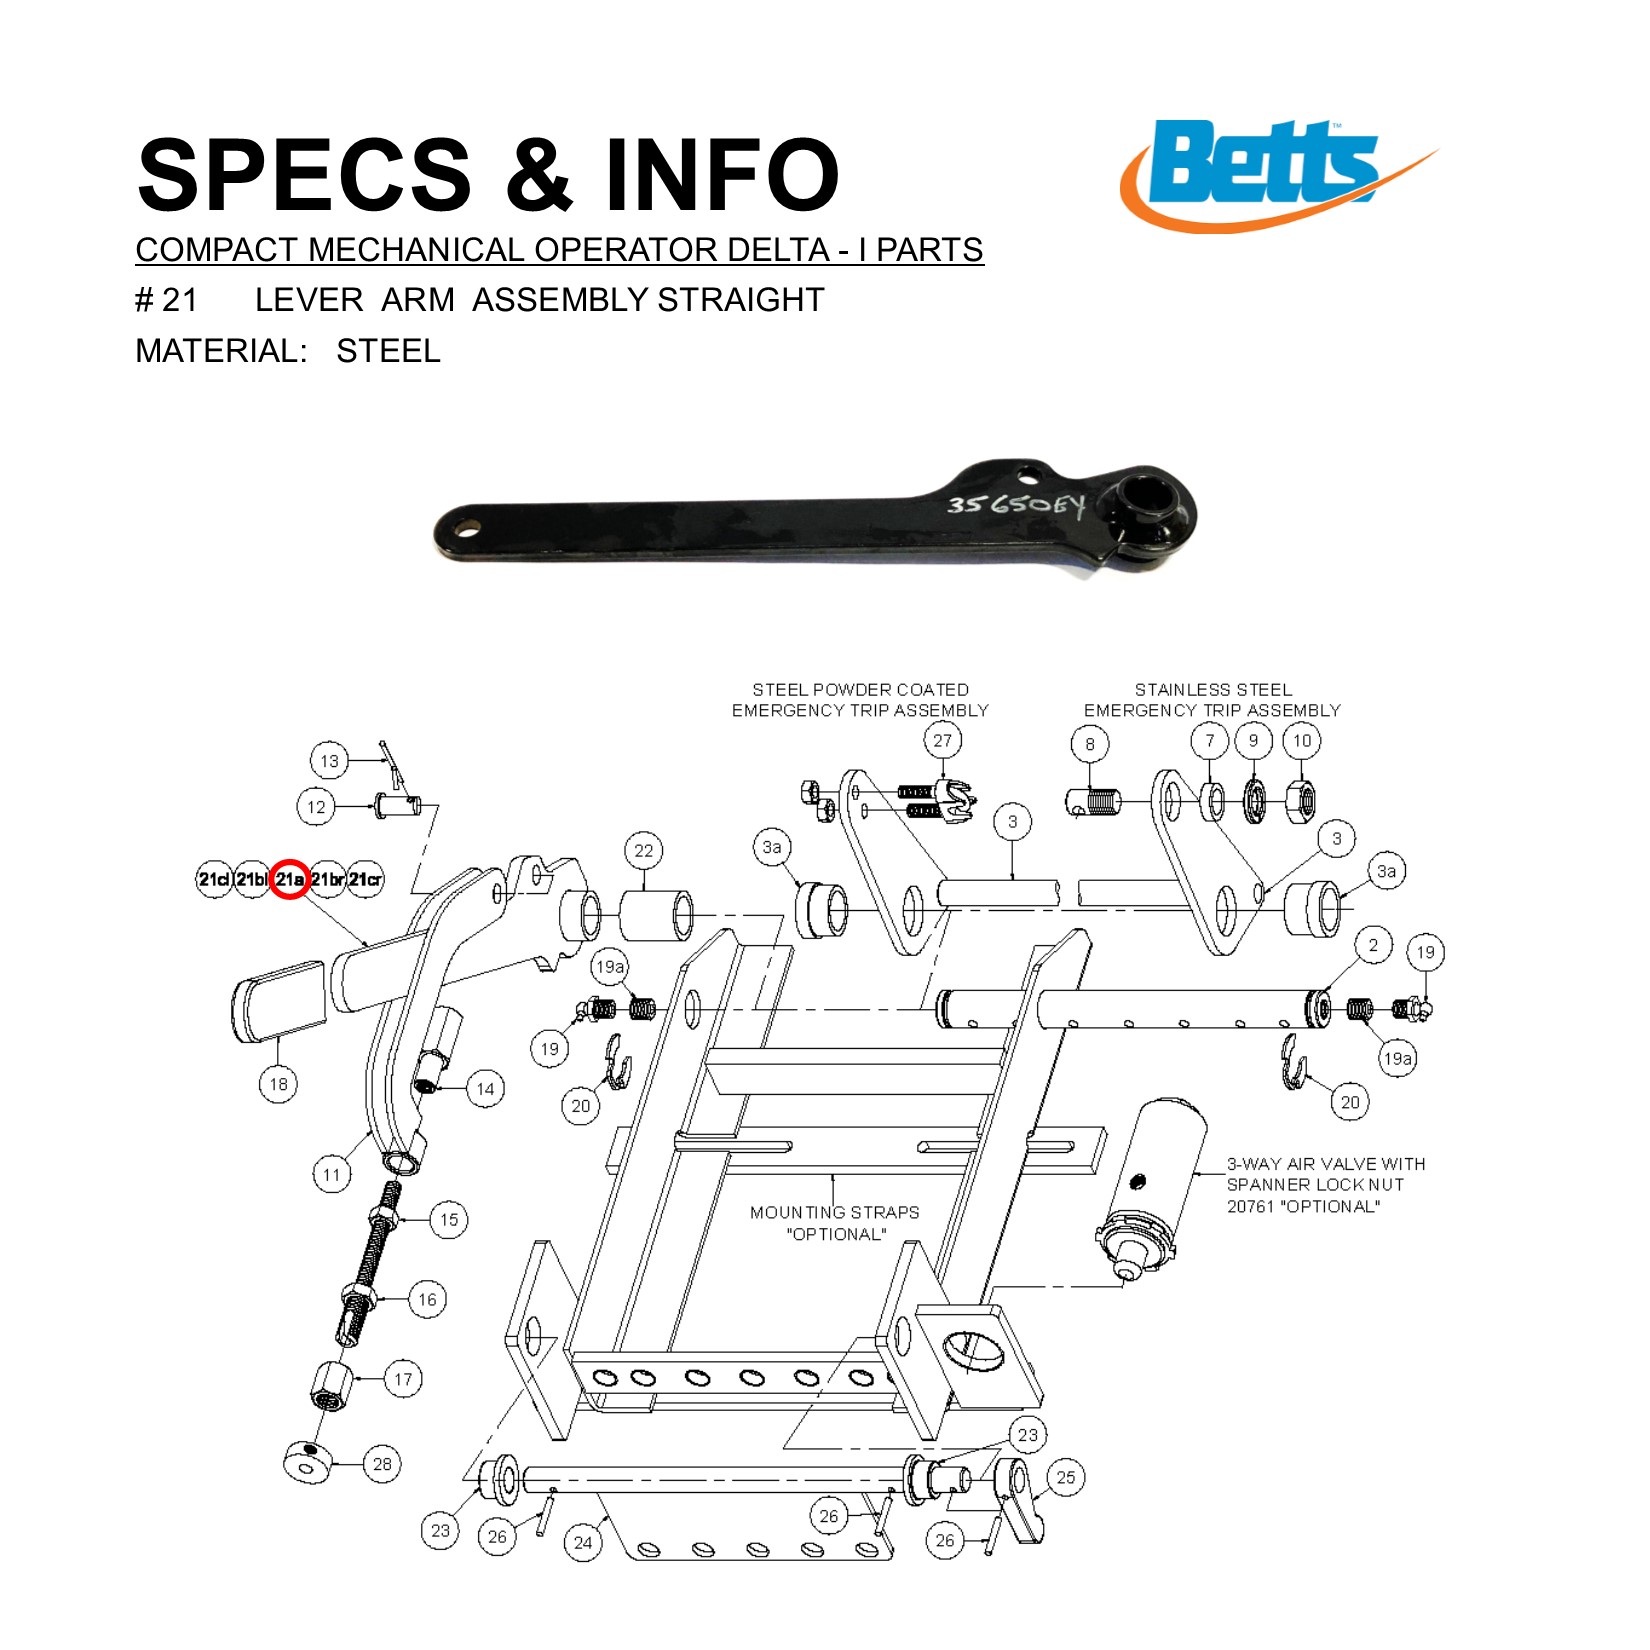 SPECS & INFO
Betts™
COMPACT MECHANICAL OPERATOR DELTA - I PARTS
# 21 LEVER ARM ASSEMBLY STRAIGHT
MATERIAL: STEEL
35650EY
STEEL POWDER COATED
EMERGENCY TRIP ASSEMBLY
STAINLESS STEEL
EMERGENCY TRIP ASSEMBLY
27
8
7
9
10
13
12
3
3
3a
3a
22
21cl
21bl
21a
21br
21cr
2
19
19a
19
19a
20
20
18
14
11
3-WAY AIR VALVE WITH
SPANNER LOCK NUT
20761 "OPTIONAL"
MOUNTING STRAPS
"OPTIONAL"
15
16
17
28
23
25
23
26
24
26
26